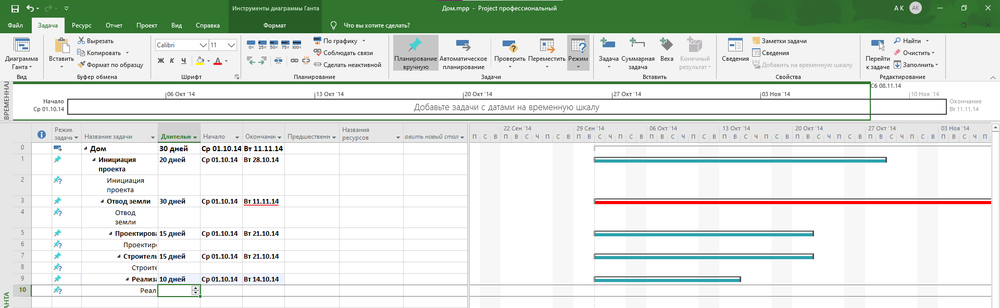 Инструменты диаграммы Ганта
Дом.mpp - Project профессиональный
А К
АК
Файл
Задача
Ресурс
Отчет
Проект
Вид
Справка
Формат
Что вы хотите сделать?
Диаграмма Ганта
Вид
Вставить
Вырезать
Копировать
Формат по образцу
Буфер обмена
Calibri
11
Ж К Ч
А
Шрифт
0% 25% 50% 75% 100%
По графику
Соблюдать связи
Сделать неактивной
Планирование
Планирование вручную
Автоматическое планирование
Проверить
Переместить
Режим
Задачи
Задача
Суммарная задача
Веха
Конечный результат
Вставить
Сведения
Заметки задачи
Сведения
Добавить на временную шкалу
Свойства
Перейти к задаче
Найти
Очистить
Заполнить
Редактирование
ВРЕМЕННАЯ
Сб 08.11.14
06 Окт '14
13 Окт '14
20 Окт '14
27 Окт '14
03 Ноя '14
10 Ноя '14
Начало
Ср 01.10.14
Добавьте задачи с датами на временную шкалу
Окончание
Вт 11.11.14
Режим задачи
Название задачи
Длительн
Начало
Окончани
Предшественн
Названия ресурсов
авить новый стол
22 Сен '14
29 Сен '14
06 Окт '14
13 Окт '14
20 Окт '14
27 Окт '14
03 Ноя '14
П С В П В С Ч П С В П В С Ч П С В П В С Ч П С В П В С Ч П С В П В С Ч П С В П В С Ч П С В П В С Ч П
0 Дом 30 дней Ср 01.10.14 Вт 11.11.14
1 Инициация проекта 20 дней Ср 01.10.14 Вт 28.10.14
2 Инициация проекта
3 Отвод земли 30 дней Ср 01.10.14 Вт 11.11.14
4 Отвод земли
5 Проектирова 15 дней Ср 01.10.14 Вт 21.10.14
6 Проектиро
7 Строитель 15 дней Ср 01.10.14 Вт 21.10.14
8 Строите
9 Реализа 10 дней Ср 01.10.14 Вт 14.10.14
10 Реал
АНТА